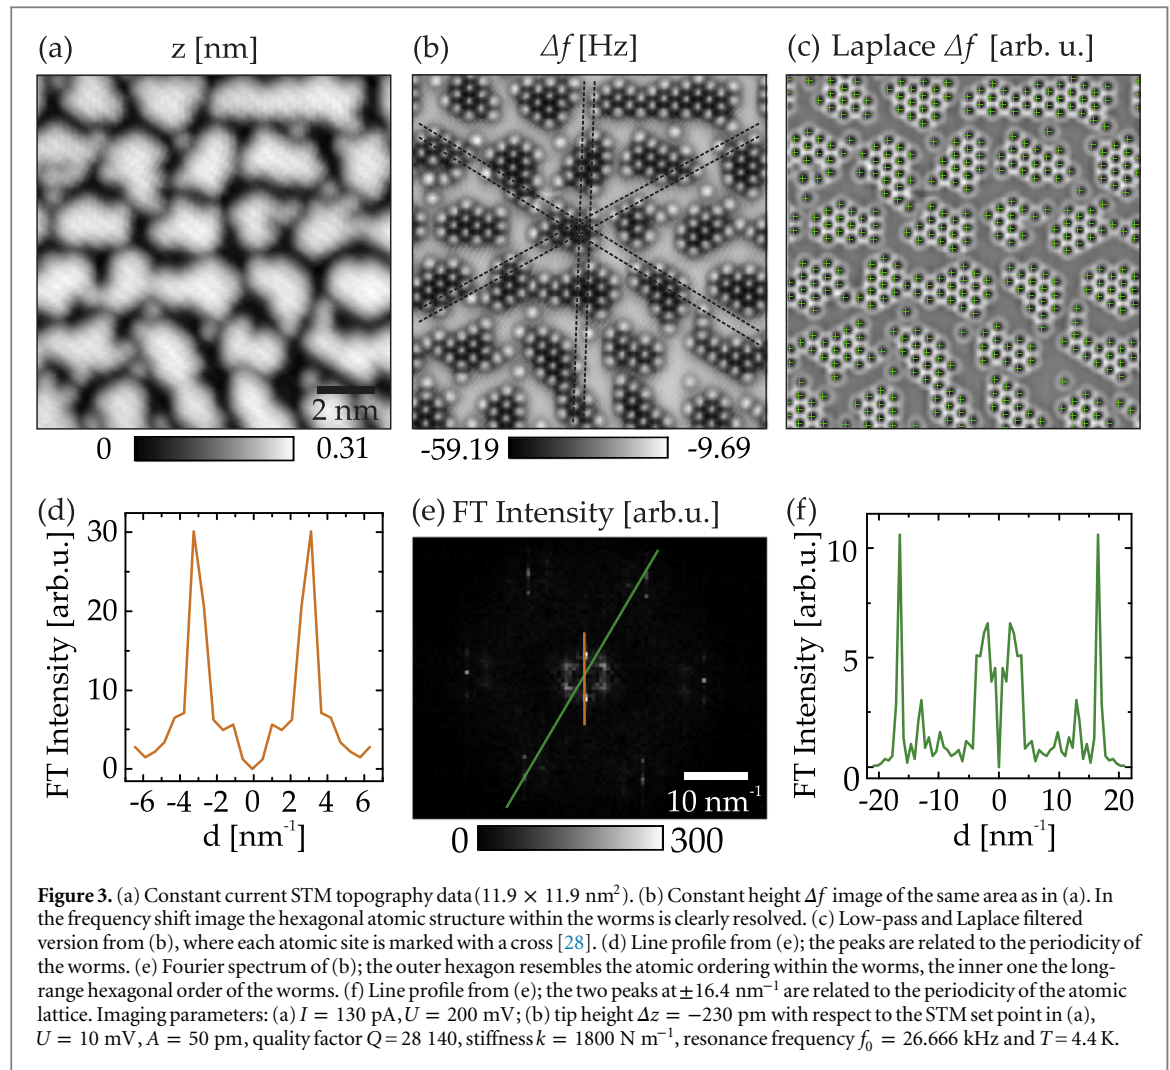 (a) z [nm]
(b) Δf [Hz]
(c) Laplace Δf [arb. u.]
2 nm
0 0.31
-59.19 -9.69
(d)
FT Intensity [arb.u.]
30
20
10
0
-6 -4 -2 0 2 4 6
d [nm⁻¹]
(e) FT Intensity [arb.u.]
10 nm⁻¹
0 300
(f)
FT Intensity [arb.u.]
10
5
0
-20 -10 0 10 20
d [nm⁻¹]
Figure 3. (a) Constant current STM topography data (11.9 × 11.9 nm²). (b) Constant height Δf image of the same area as in (a). In
the frequency shift image the hexagonal atomic structure within the worms is clearly resolved. (c) Low-pass and Laplace filtered
version from (b), where each atomic site is marked with a cross [28]. (d) Line profile from (e); the peaks are related to the periodicity of
the worms. (e) Fourier spectrum of (b); the outer hexagon resembles the atomic ordering within the worms, the inner one the long-
range hexagonal order of the worms. (f) Line profile from (e); the two peaks at ±16.4 nm⁻¹ are related to the periodicity of the atomic
lattice. Imaging parameters: (a) I = 130 pA, U = 200 mV; (b) tip height Δz = −230 pm with respect to the STM set point in (a),
U = 10 mV, A = 50 pm, quality factor Q = 28 140, stiffness k = 1800 N m⁻¹, resonance frequency f₀ = 26.666 kHz and T = 4.4 K.